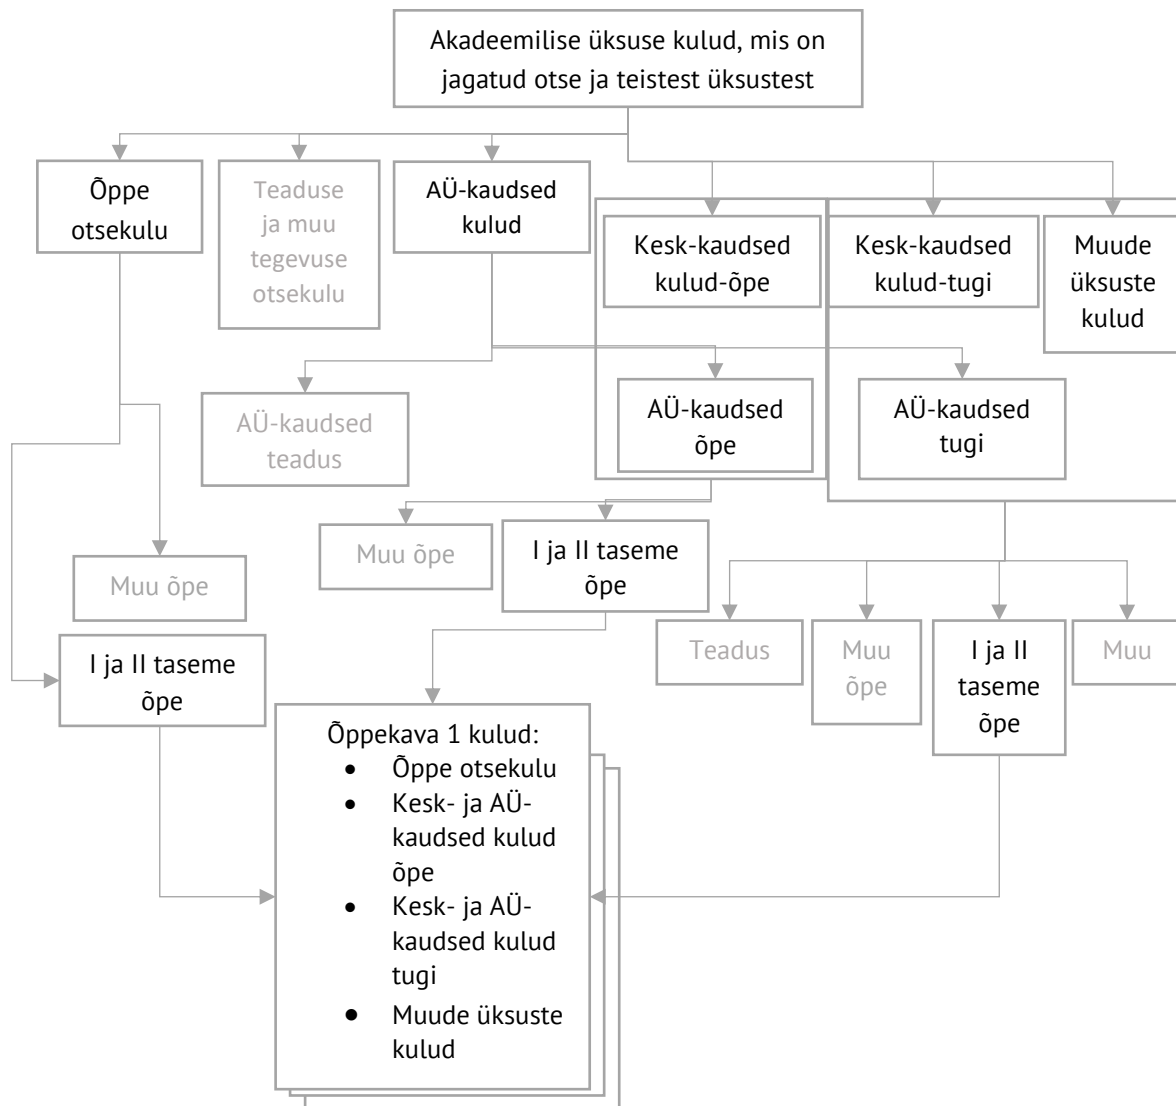 Akadeemilise üksuse kulud, mis on
jagatud otse ja teistest üksustest
Õppe
otsekulu
Teaduse
ja muu
tegevuse
otsekulu
AÜ-kaudsed
kulud
Kesk-kaudsed
kulud-õpe
Kesk-kaudsed
kulud-tugi
Muude
üksuste
kulud
AÜ-kaudsed
teadus
AÜ-kaudsed
õpe
AÜ-kaudsed
tugi
Muu õpe
Muu õpe
I ja II taseme
õpe
I ja II taseme
õpe
Teadus
Muu
õpe
I ja II
taseme
õpe
Muu
Õppekava 1 kulud:
• Õppe otsekulu
• Kesk- ja AÜ-
kaudsed kulud
õpe
• Kesk- ja AÜ-
kaudsed kulud
tugi
• Muude üksuste
kulud